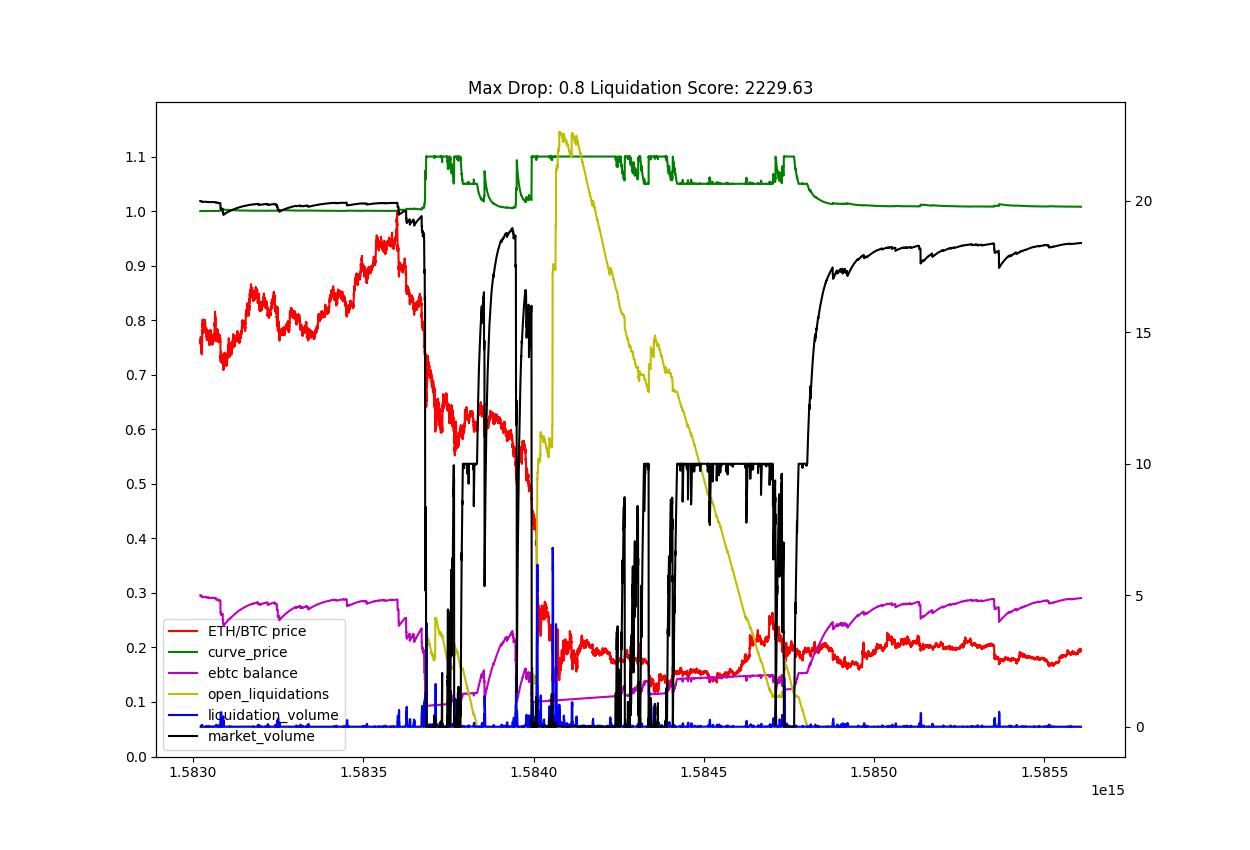 Max Drop: 0.8 Liquidation Score: 2229.63
1.1
1.0
0.9
0.8
0.7
0.6
0.5
0.4
0.3
0.2
0.1
0.0
20
15
10
5
0
ETH/BTC price
curve_price
ebtc balance
open_liquidations
liquidation_volume
market_volume
1.5830 1.5835 1.5840 1.5845 1.5850 1.5855
1e15